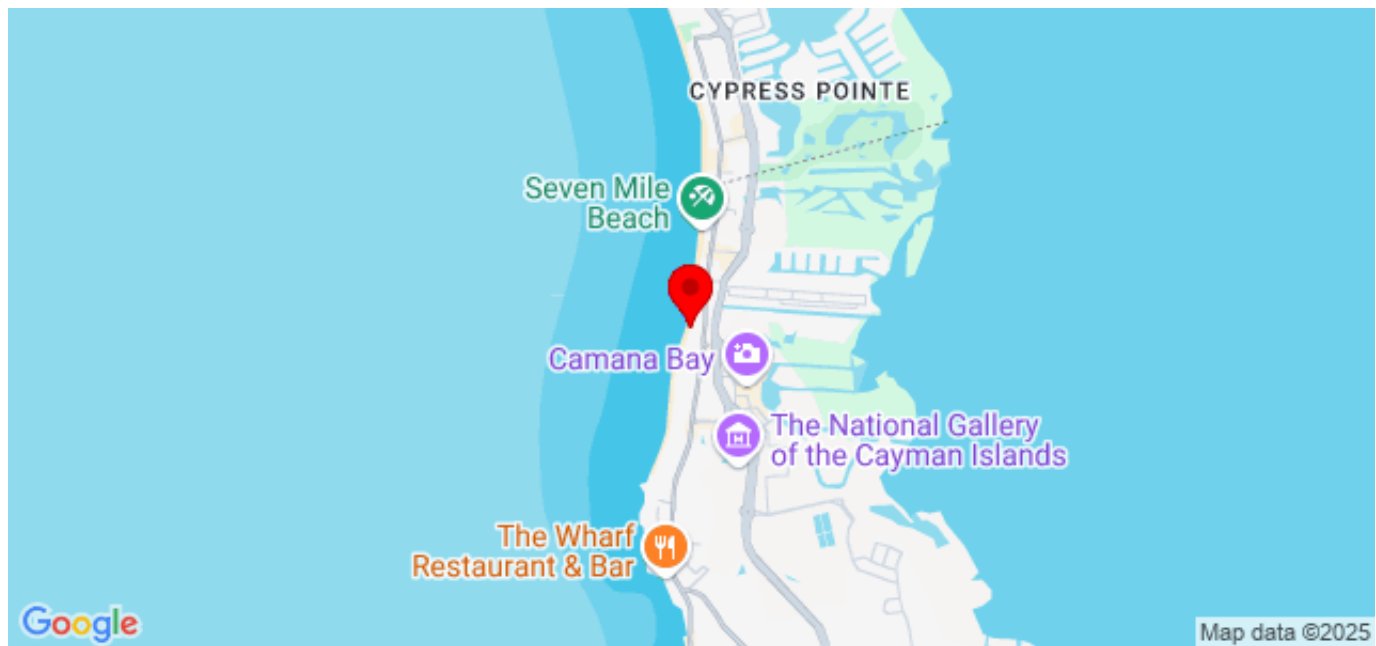 CYPRESS POINTE
Seven Mile
Beach
Camana Bay
The National Gallery
of the Cayman Islands
The Wharf
Restaurant & Bar
Google
Map data ©2025